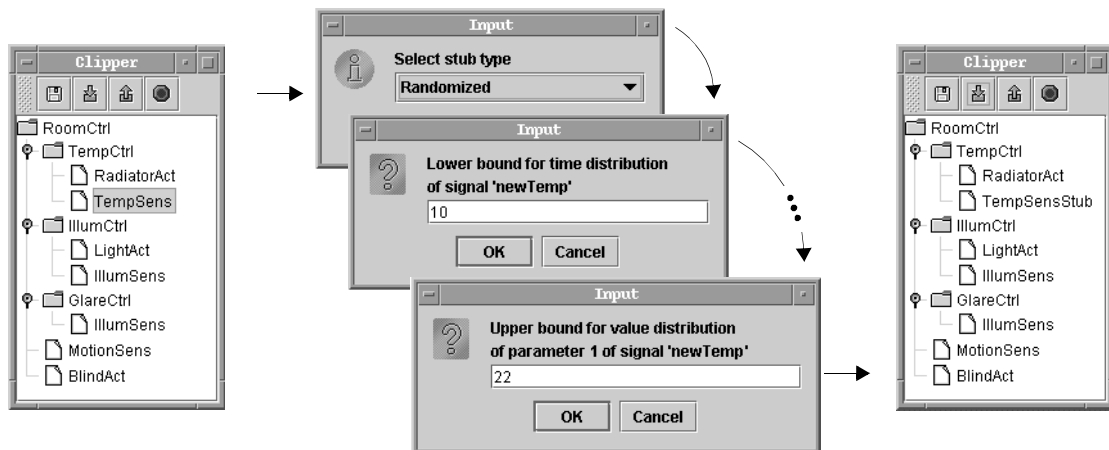 Clipper
RoomCtrl
TempCtrl
RadiatorAct
TempSens
IllumCtrl
LightAct
IllumSens
GlareCtrl
IllumSens
MotionSens
BlindAct
Input
Select stub type
Randomized
Input
Lower bound for time distribution
of signal 'newTemp'
10
OK Cancel
Input
Upper bound for value distribution
of parameter 1 of signal 'newTemp'
22
OK Cancel
Clipper
RoomCtrl
TempCtrl
RadiatorAct
TempSensStub
IllumCtrl
LightAct
IllumSens
GlareCtrl
IllumSens
MotionSens
BlindAct